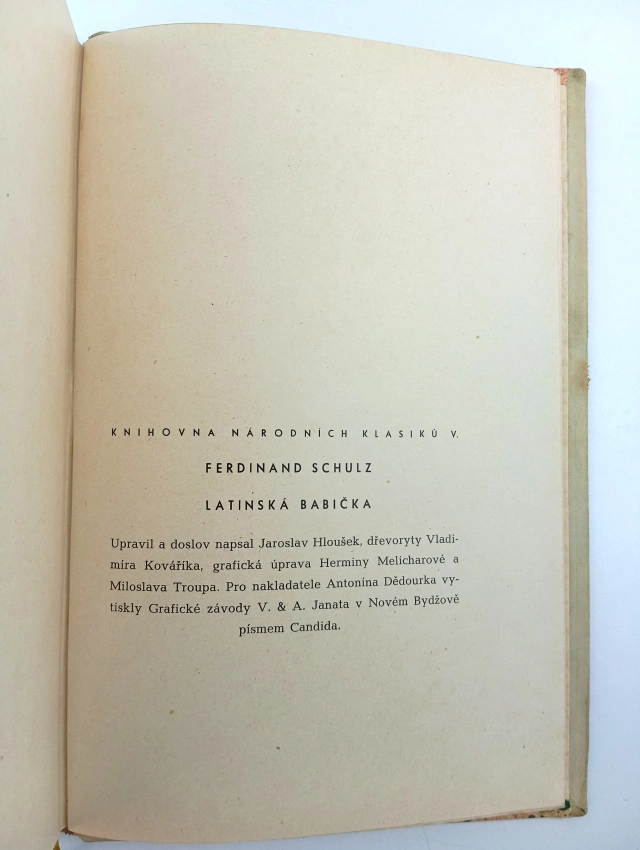 KNIHOVNA NÁRODNÍCH KLASIKŮ V.
FERDINAND SCHULZ
LATINSKÁ BABIČKA
Upravil a doslov napsal Jaroslav Hloušek, dřevoryty Vladi-
míra Kováříka, grafická úprava Herminy Melicharové a
Miloslava Troupa. Pro nakladatele Antonína Dědourka vy-
tiskly Grafické závody V. & A. Janata v Novém Bydžově
písmem Candida.